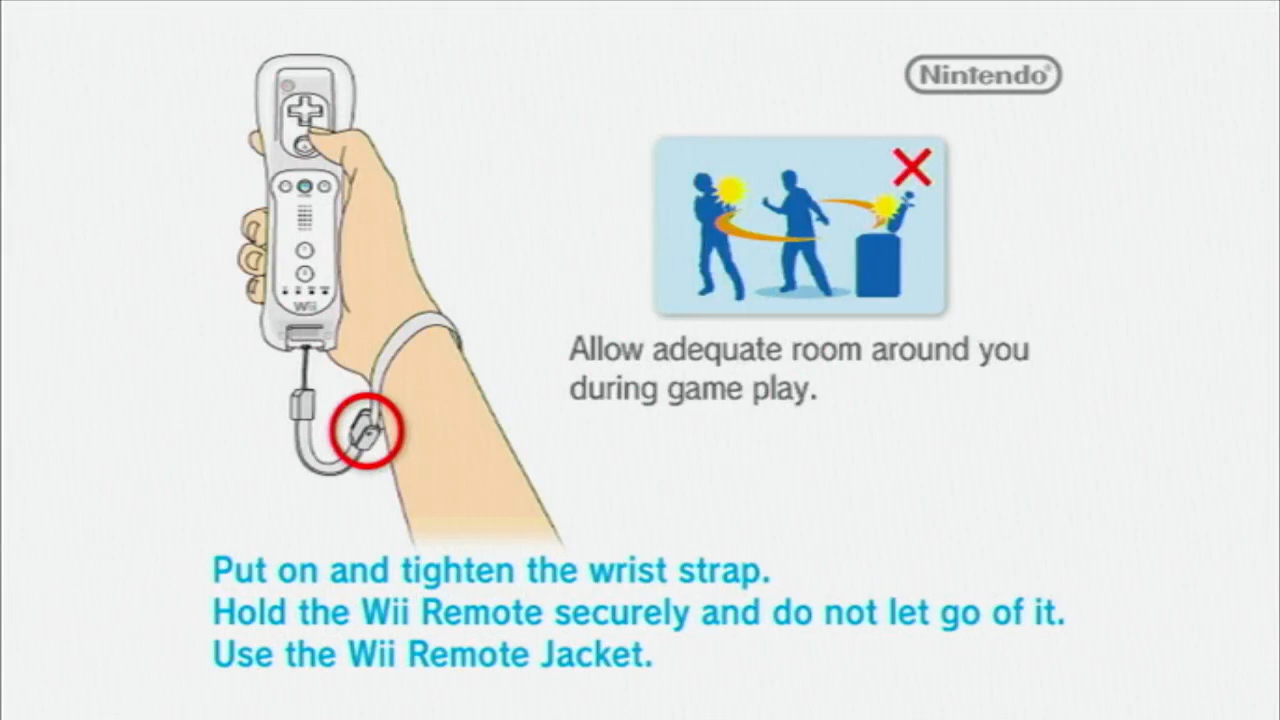 Nintendo®
Wii
Allow adequate room around you
during game play.
Put on and tighten the wrist strap.
Hold the Wii Remote securely and do not let go of it.
Use the Wii Remote Jacket.